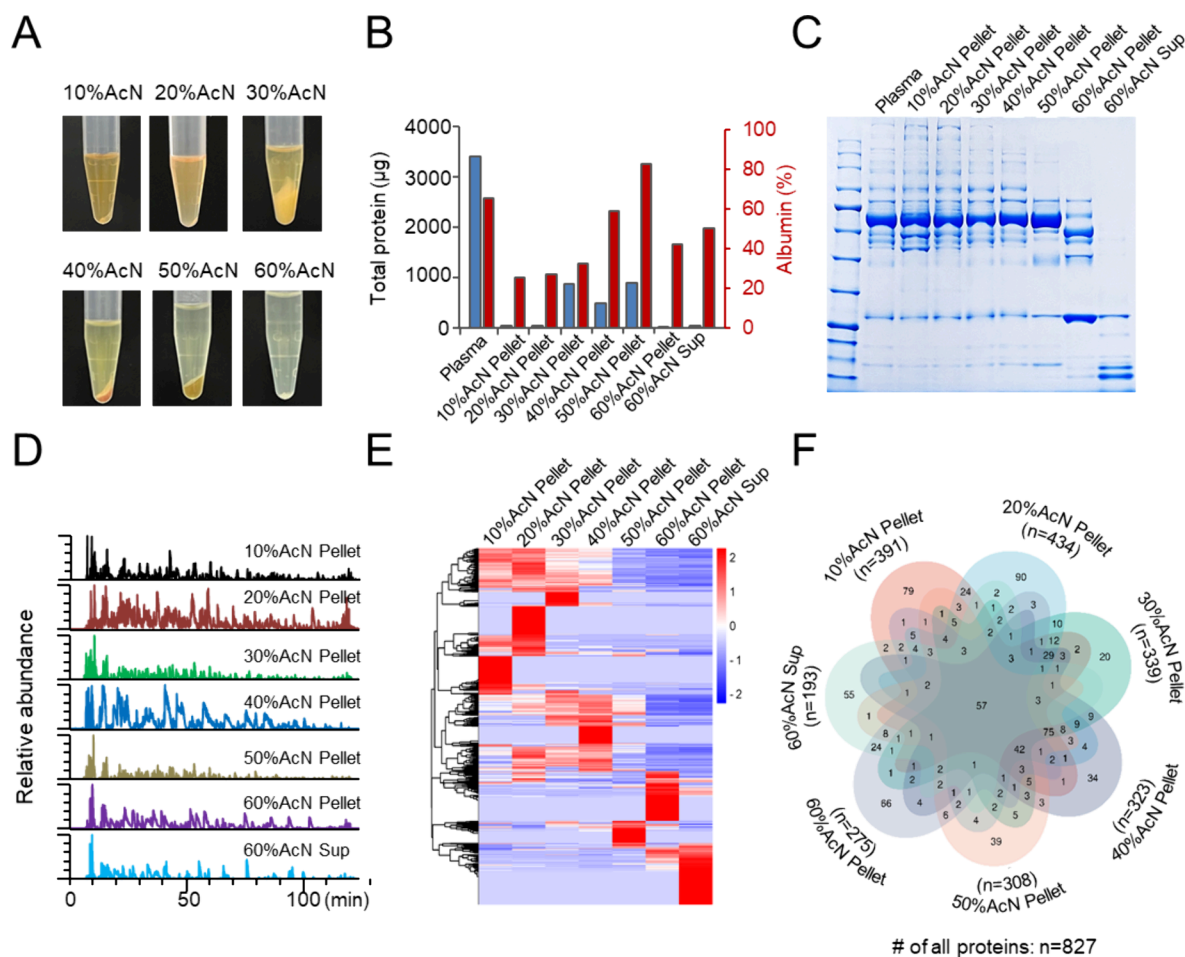 A
10%AcN 20%AcN 30%AcN
40%AcN 50%AcN 60%AcN
B
Total protein (µg)
4000
3000
2000
1000
0
100
80
60
40
20
0
Albumin (%)
Plasma
10%AcN Pellet
20%AcN Pellet
30%AcN Pellet
40%AcN Pellet
50%AcN Pellet
60%AcN Pellet
60%AcN Sup
C
Plasma
10%AcN Pellet
20%AcN Pellet
30%AcN Pellet
40%AcN Pellet
50%AcN Pellet
60%AcN Pellet
60%AcN Sup
D
Relative abundance
10%AcN Pellet
20%AcN Pellet
30%AcN Pellet
40%AcN Pellet
50%AcN Pellet
60%AcN Pellet
60%AcN Sup
0 50 100 (min)
E
10%AcN Pellet
20%AcN Pellet
30%AcN Pellet
40%AcN Pellet
50%AcN Pellet
60%AcN Pellet
60%AcN Sup
2
1
0
- 1
- 2
F
10%AcN Pellet
(n=391)
20%AcN Pellet
(n=434)
30%AcN Pellet
(n=339)
(n=323)
40%AcN Pellet
(n=308)
50%AcN Pellet
(n=275)
60%AcN Pellet
60%AcN Sup
(n=193)
79
90
20
34
39
66
55
57
24
10
12
29
75
42
24
# of all proteins: n=827